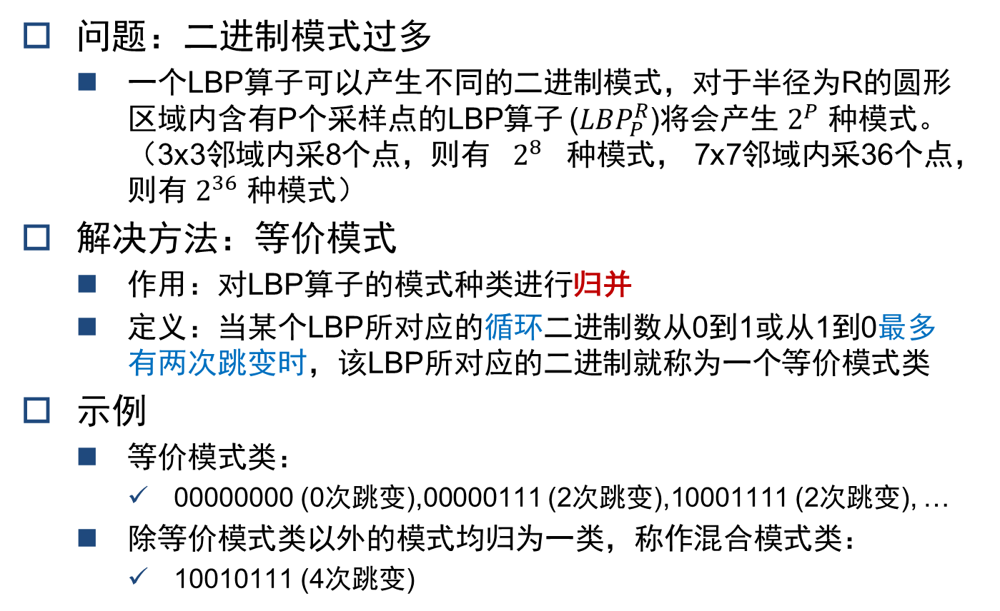 问题：二进制模式过多
一个LBP算子可以产生不同的二进制模式，对于半径为R的圆形
区域内含有P个采样点的LBP算子 (𝐿𝐵𝑃_P^R)将会产生 2^P 种模式。
（3x3邻域内采8个点，则有 2^8 种模式， 7x7邻域内采36个点，
则有 2^36 种模式）
解决方法：等价模式
作用：对LBP算子的模式种类进行归并
定义：当某个LBP所对应的循环二进制数从0到1或从1到0最多
有两次跳变时，该LBP所对应的二进制就称为一个等价模式类
示例
等价模式类：
✓ 00000000 (0次跳变),00000111 (2次跳变),10001111 (2次跳变), …
除等价模式类以外的模式均归为一类，称作混合模式类：
✓ 10010111 (4次跳变)